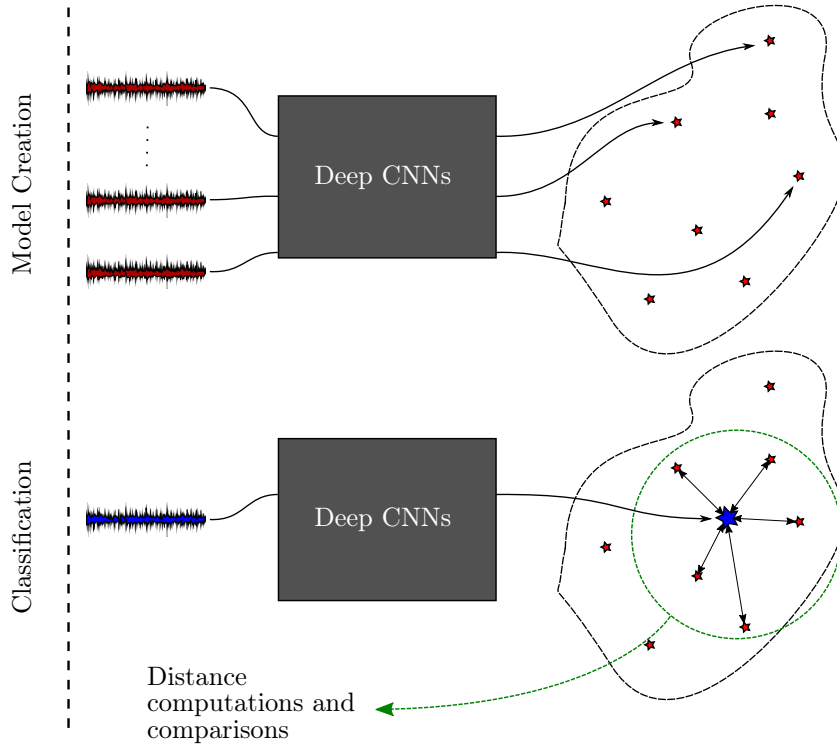 Model Creation
Deep CNNs
Classification
Deep CNNs
Distance
computations and
comparisons